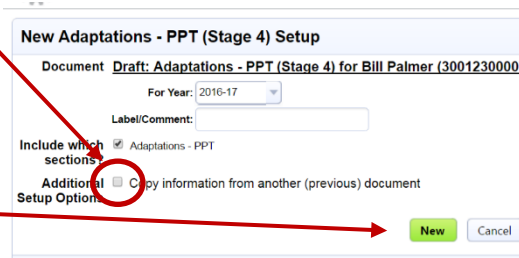 New Adaptations - PPT (Stage 4) Setup
Document Draft: Adaptations - PPT (Stage 4) for Bill Palmer (3001230000
For Year: 2016-17
Label/Comment:
Include which sections? Adaptations - PPT
Additional Setup Options Copy information from another (previous) document
New Cancel